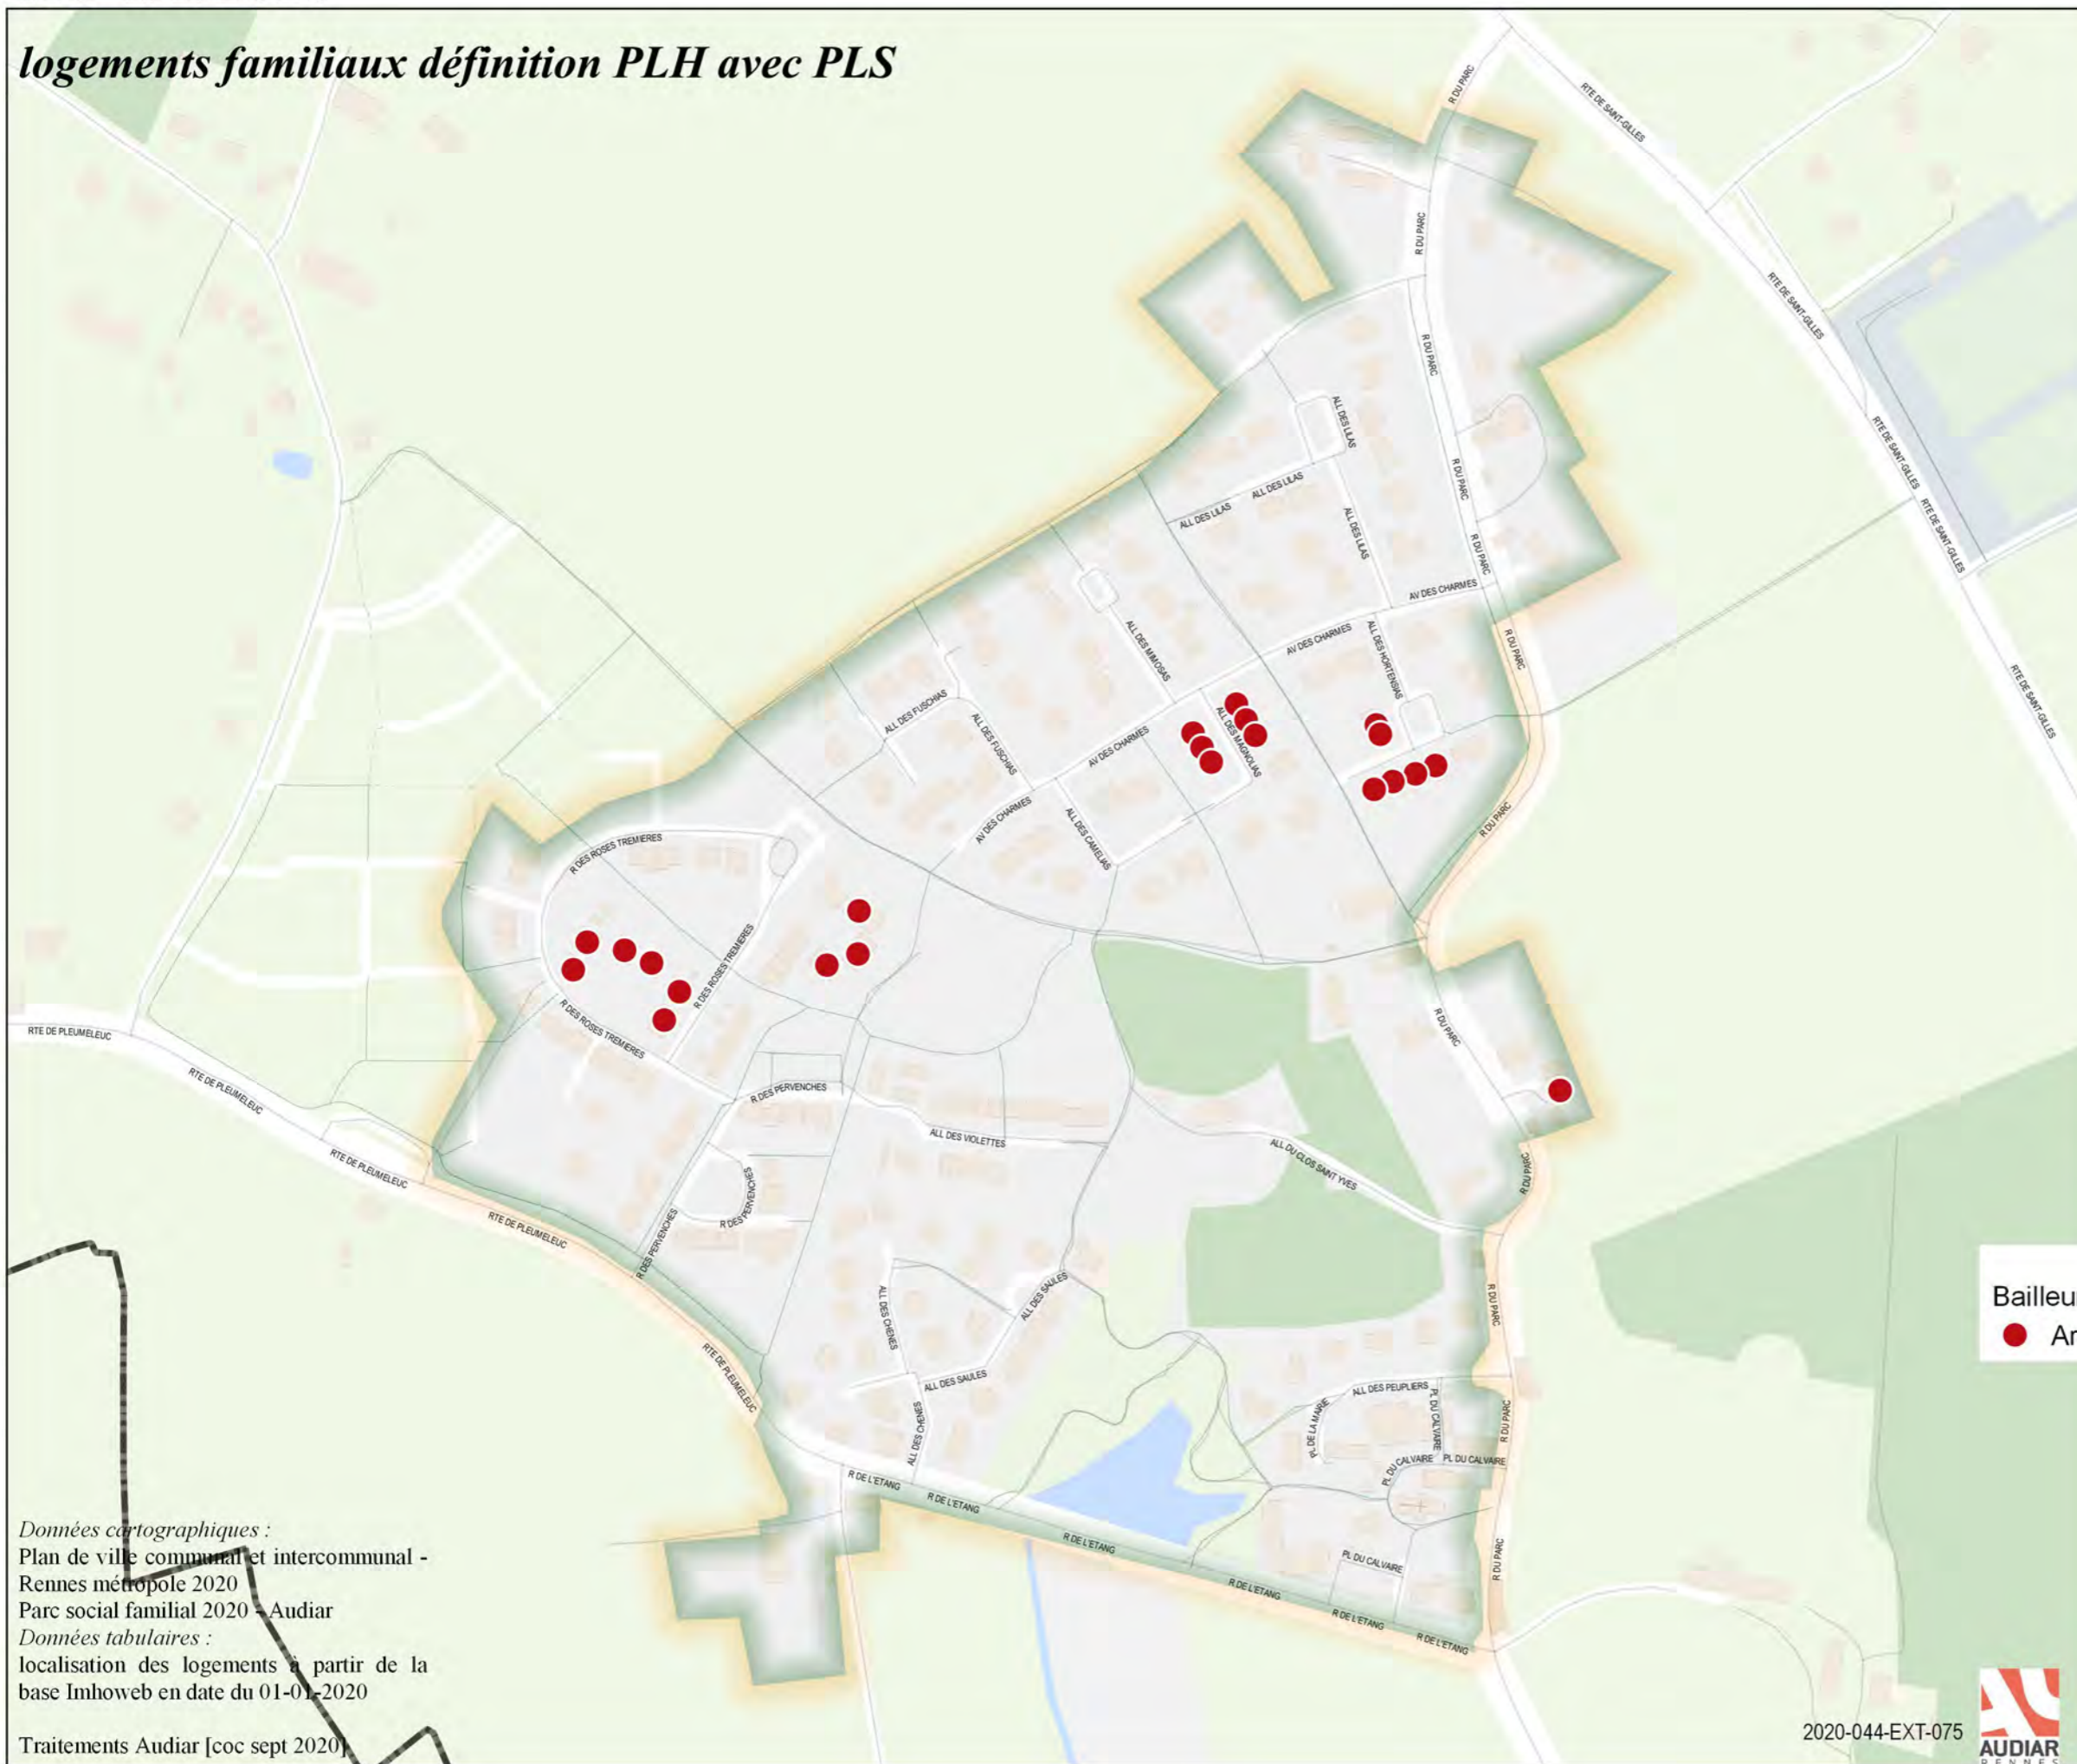 logements familiaux définition PLH avec PLS
R DU PARC
RTE DE SAINT-GILLES
R DU PARC
RTE DE SAINT-GILLES
R DU PARC
ALL DES LILAS
RTE DE SAINT-GILLES
R DU PARC
ALL DES LILAS
ALL DES LILAS
ALL DES LILAS
R DU PARC
RTE DE SAINT-GILLES
AV DES CHARMES
AV DES CHARMES
ALL DES MIMOSAS
ALL DES HORTENSIAS
R DU PARC
RTE DE SAINT-GILLES
ALL DES FUSCHIAS
ALL DES FUSCHIAS
AV DES CHARMES
ALL DES MAGNOLIAS
AV DES CHARMES
ALL DES CAMELIAS
R DU PARC
R DES ROSES TREMIERES
R DES ROSES TREMIERES
R DES ROSES TREMIERES
R DU PARC
RTE DE PLEUMELEUC
RTE DE PLEUMELEUC
R DES PERVENCHES
ALL DES VIOLETTES
ALL DU CLOS SAINT YVES
RTE DE PLEUMELEUC
R DES PERVENCHES
R DU PARC
R DES PERVENCHES
RTE DE PLEUMELEUC
R DES PERVENCHES
ALL DES SAULES
ALL DES CHENES
R DU PARC
Bailleu
Ar
RTE DE PLEUMELEUC
ALL DES SAULES
ALL DES PEUPLIERS
PL DU CALVAIRE
PL DE LA MAIRIE
R DU PARC
ALL DES CHENES
PL DU CALVAIRE
PL DU CALVAIRE
R DE L'ETANG
R DE L'ETANG
R DE L'ETANG
PL DU CALVAIRE
R DU PARC
R DE L'ETANG
R DE L'ETANG
R DE L'ETANG
Données cartographiques :
Plan de ville communal et intercommunal -
Rennes métropole 2020
Parc social familial 2020 - Audiar
Données tabulaires :
localisation des logements à partir de la
base Imhoweb en date du 01-01-2020
Traitements Audiar [coc sept 2020]
2020-044-EXT-075
AU
AUDIAR
RENNES